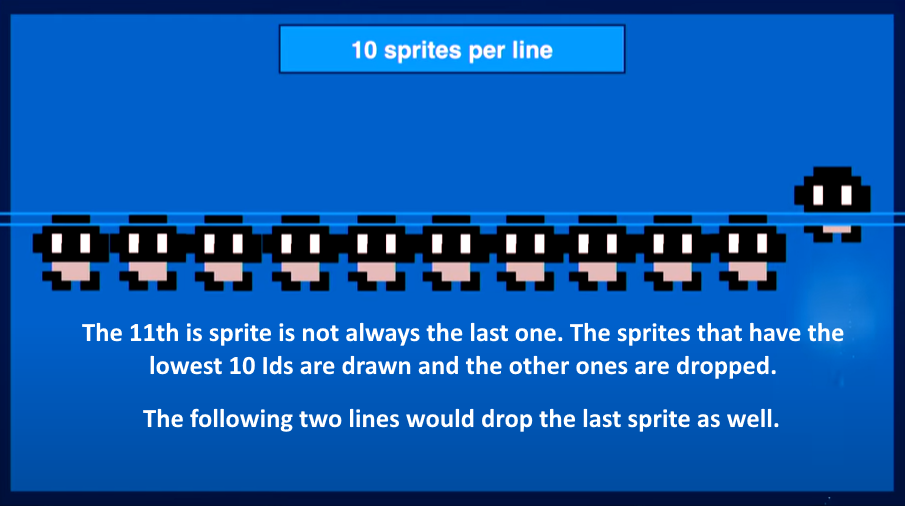 10 sprites per line
The 11th is sprite is not always the last one. The sprites that have the
lowest 10 Ids are drawn and the other ones are dropped.
The following two lines would drop the last sprite as well.